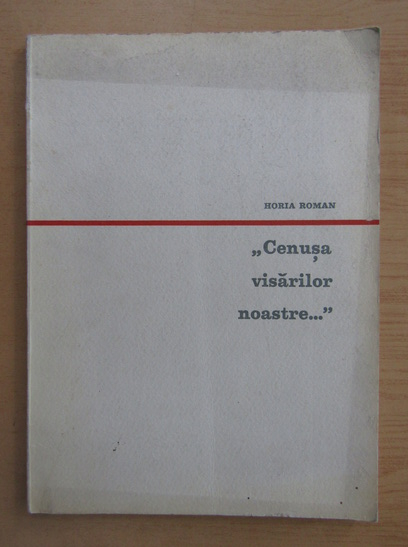 HORIA ROMAN
„Cenușa
visărilor
noastre...”